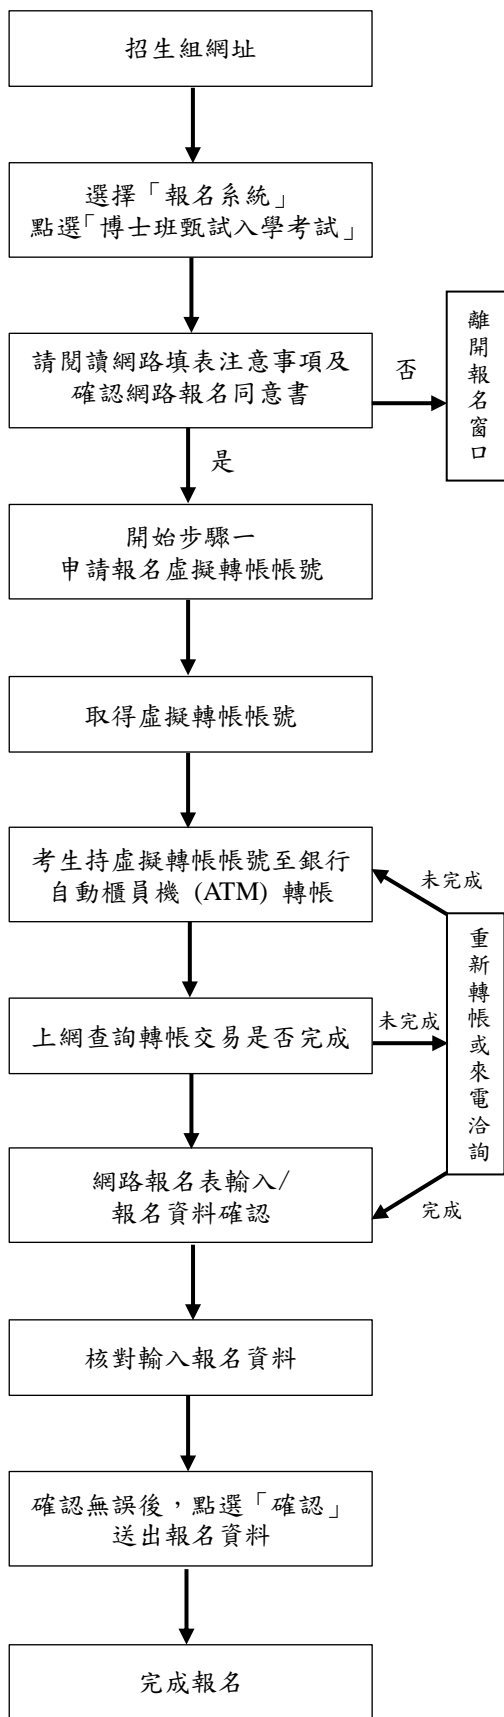 招生組網址
選擇「報名系統」
點選「博士班甄試入學考試」
請閱讀網路填表注意事項及
確認網路報名同意書
否
離開報名窗口
是
開始步驟一
申請報名虛擬轉帳帳號
取得虛擬轉帳帳號
考生持虛擬轉帳帳號至銀行
自動櫃員機 (ATM) 轉帳
未完成
上網查詢轉帳交易是否完成
未完成
重新轉帳或來電洽詢
網路報名表輸入/
報名資料確認
完成
核對輸入報名資料
確認無誤後，點選「確認」
送出報名資料
完成報名